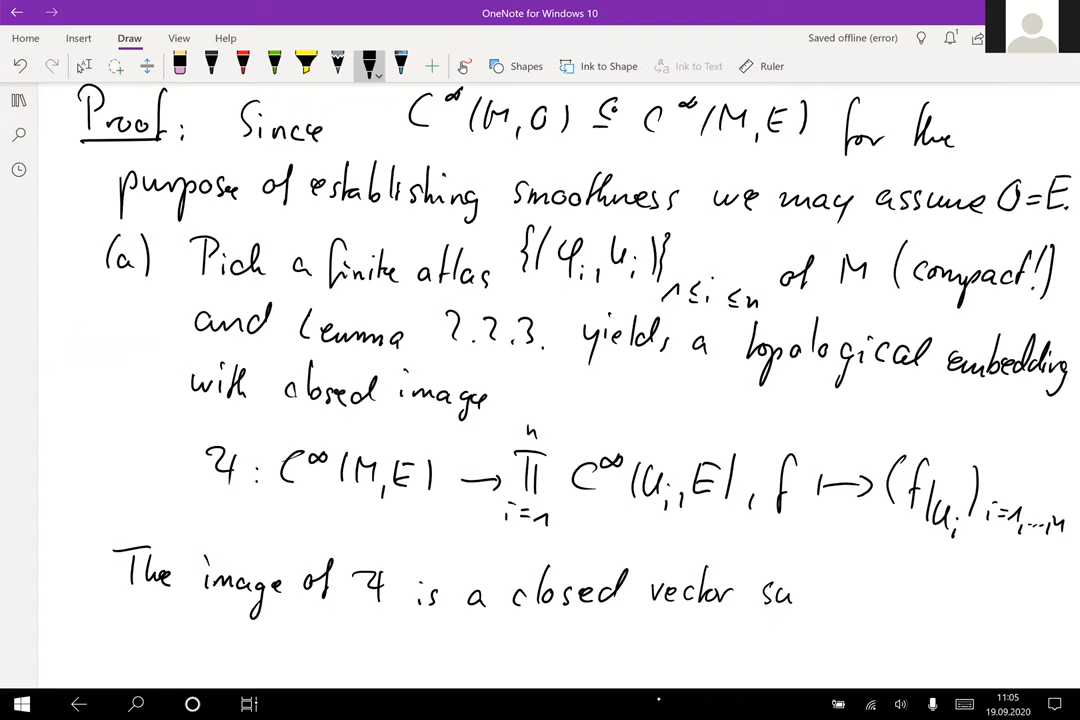 OneNote for Windows 10
Home Insert Draw View Help
Saved offline (error)
Shapes Ink to Shape Ink to Text Ruler
Proof: Since C^∞(M,O) ⊆ C^∞(M,E) for the
purpose of establishing smoothness we may assume O=E.
(a) Pick a finite atlas {(φ_i, U_i)}_{1≤i≤n} of M (compact!)
and Lemma 2.2.3. yields a topological embedding
with closed image
Ψ: C^∞(M,E) → ∏_{i=1}^{n} C^∞(U_i,E), f ↦ (f|_{U_i})_{i=1,...,n}
The image of Ψ is a closed vector su
11:05
19.09.2020